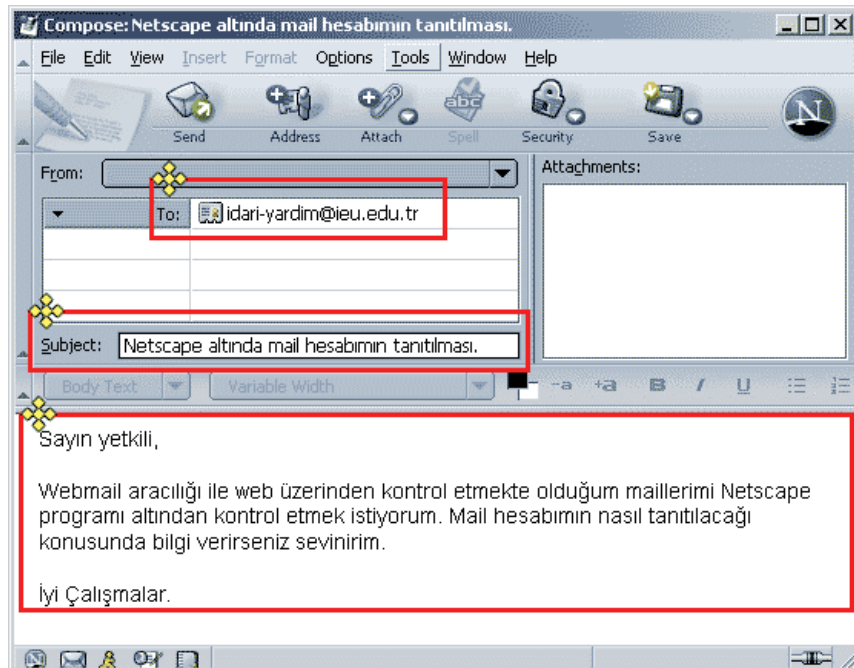 Compose: Netscape altında mail hesabımın tanıtılması.
File Edit View Insert Format Options Tools Window Help
Send Address Attach Spell Security Save
N
From:
Attachments:
To: idari-yardim@ieu.edu.tr
Subject: Netscape altında mail hesabımın tanıtılması.
Body Text Variable Width -a +a B I U
Sayın yetkili,
Webmail aracılığı ile web üzerinden kontrol etmekte olduğum maillerimi Netscape
programı altından kontrol etmek istiyorum. Mail hesabımın nasıl tanıtılacağı
konusunda bilgi verirseniz sevinirim.
İyi Çalışmalar.